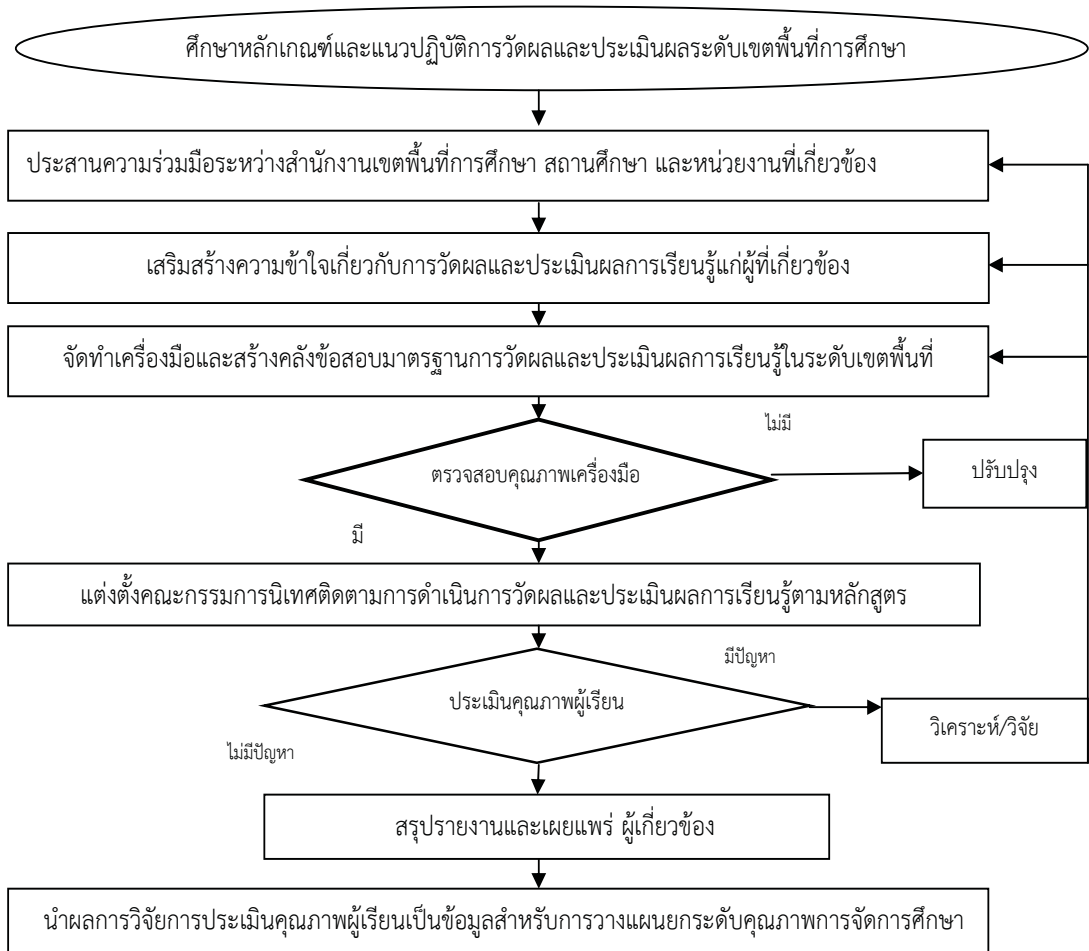 ศึกษาหลักเกณฑ์และแนวปฏิบัติการวัดผลและประเมินผลระดับเขตพื้นที่การศึกษา
ประสานความร่วมมือระหว่างสำนักงานเขตพื้นที่การศึกษา สถานศึกษา และหน่วยงานที่เกี่ยวข้อง
เสริมสร้างความข้าใจเกี่ยวกับการวัดผลและประเมินผลการเรียนรู้แก่ผู้ที่เกี่ยวข้อง
จัดทำเครื่องมือและสร้างคลังข้อสอบมาตรฐานการวัดผลและประเมินผลการเรียนรู้ในระดับเขตพื้นที่
ไม่มี
ตรวจสอบคุณภาพเครื่องมือ
ปรับปรุง
มี
แต่งตั้งคณะกรรมการนิเทศติดตามการดำเนินการวัดผลและประเมินผลการเรียนรู้ตามหลักสูตร
มีปัญหา
ประเมินคุณภาพผู้เรียน
วิเคราะห์/วิจัย
ไม่มีปัญหา
สรุปรายงานและเผยแพร่ ผู้เกี่ยวข้อง
นำผลการวิจัยการประเมินคุณภาพผู้เรียนเป็นข้อมูลสำหรับการวางแผนยกระดับคุณภาพการจัดการศึกษา